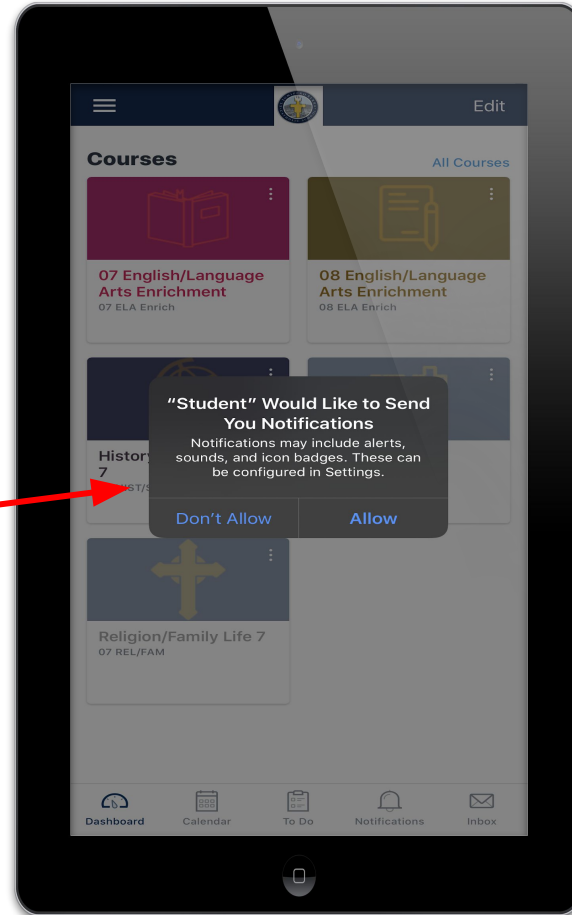 Edit
Courses
All Courses
07 English/Language
Arts Enrichment
07 ELA Enrich
08 English/Language
Arts Enrichment
08 ELA Enrich
"Student" Would Like to Send
You Notifications
Notifications may include alerts,
sounds, and icon badges. These can
be configured in Settings.
Don't Allow
Allow
7
Religion/Family Life 7
07 REL/FAM
Dashboard
Calendar
To Do
Notifications
Inbox